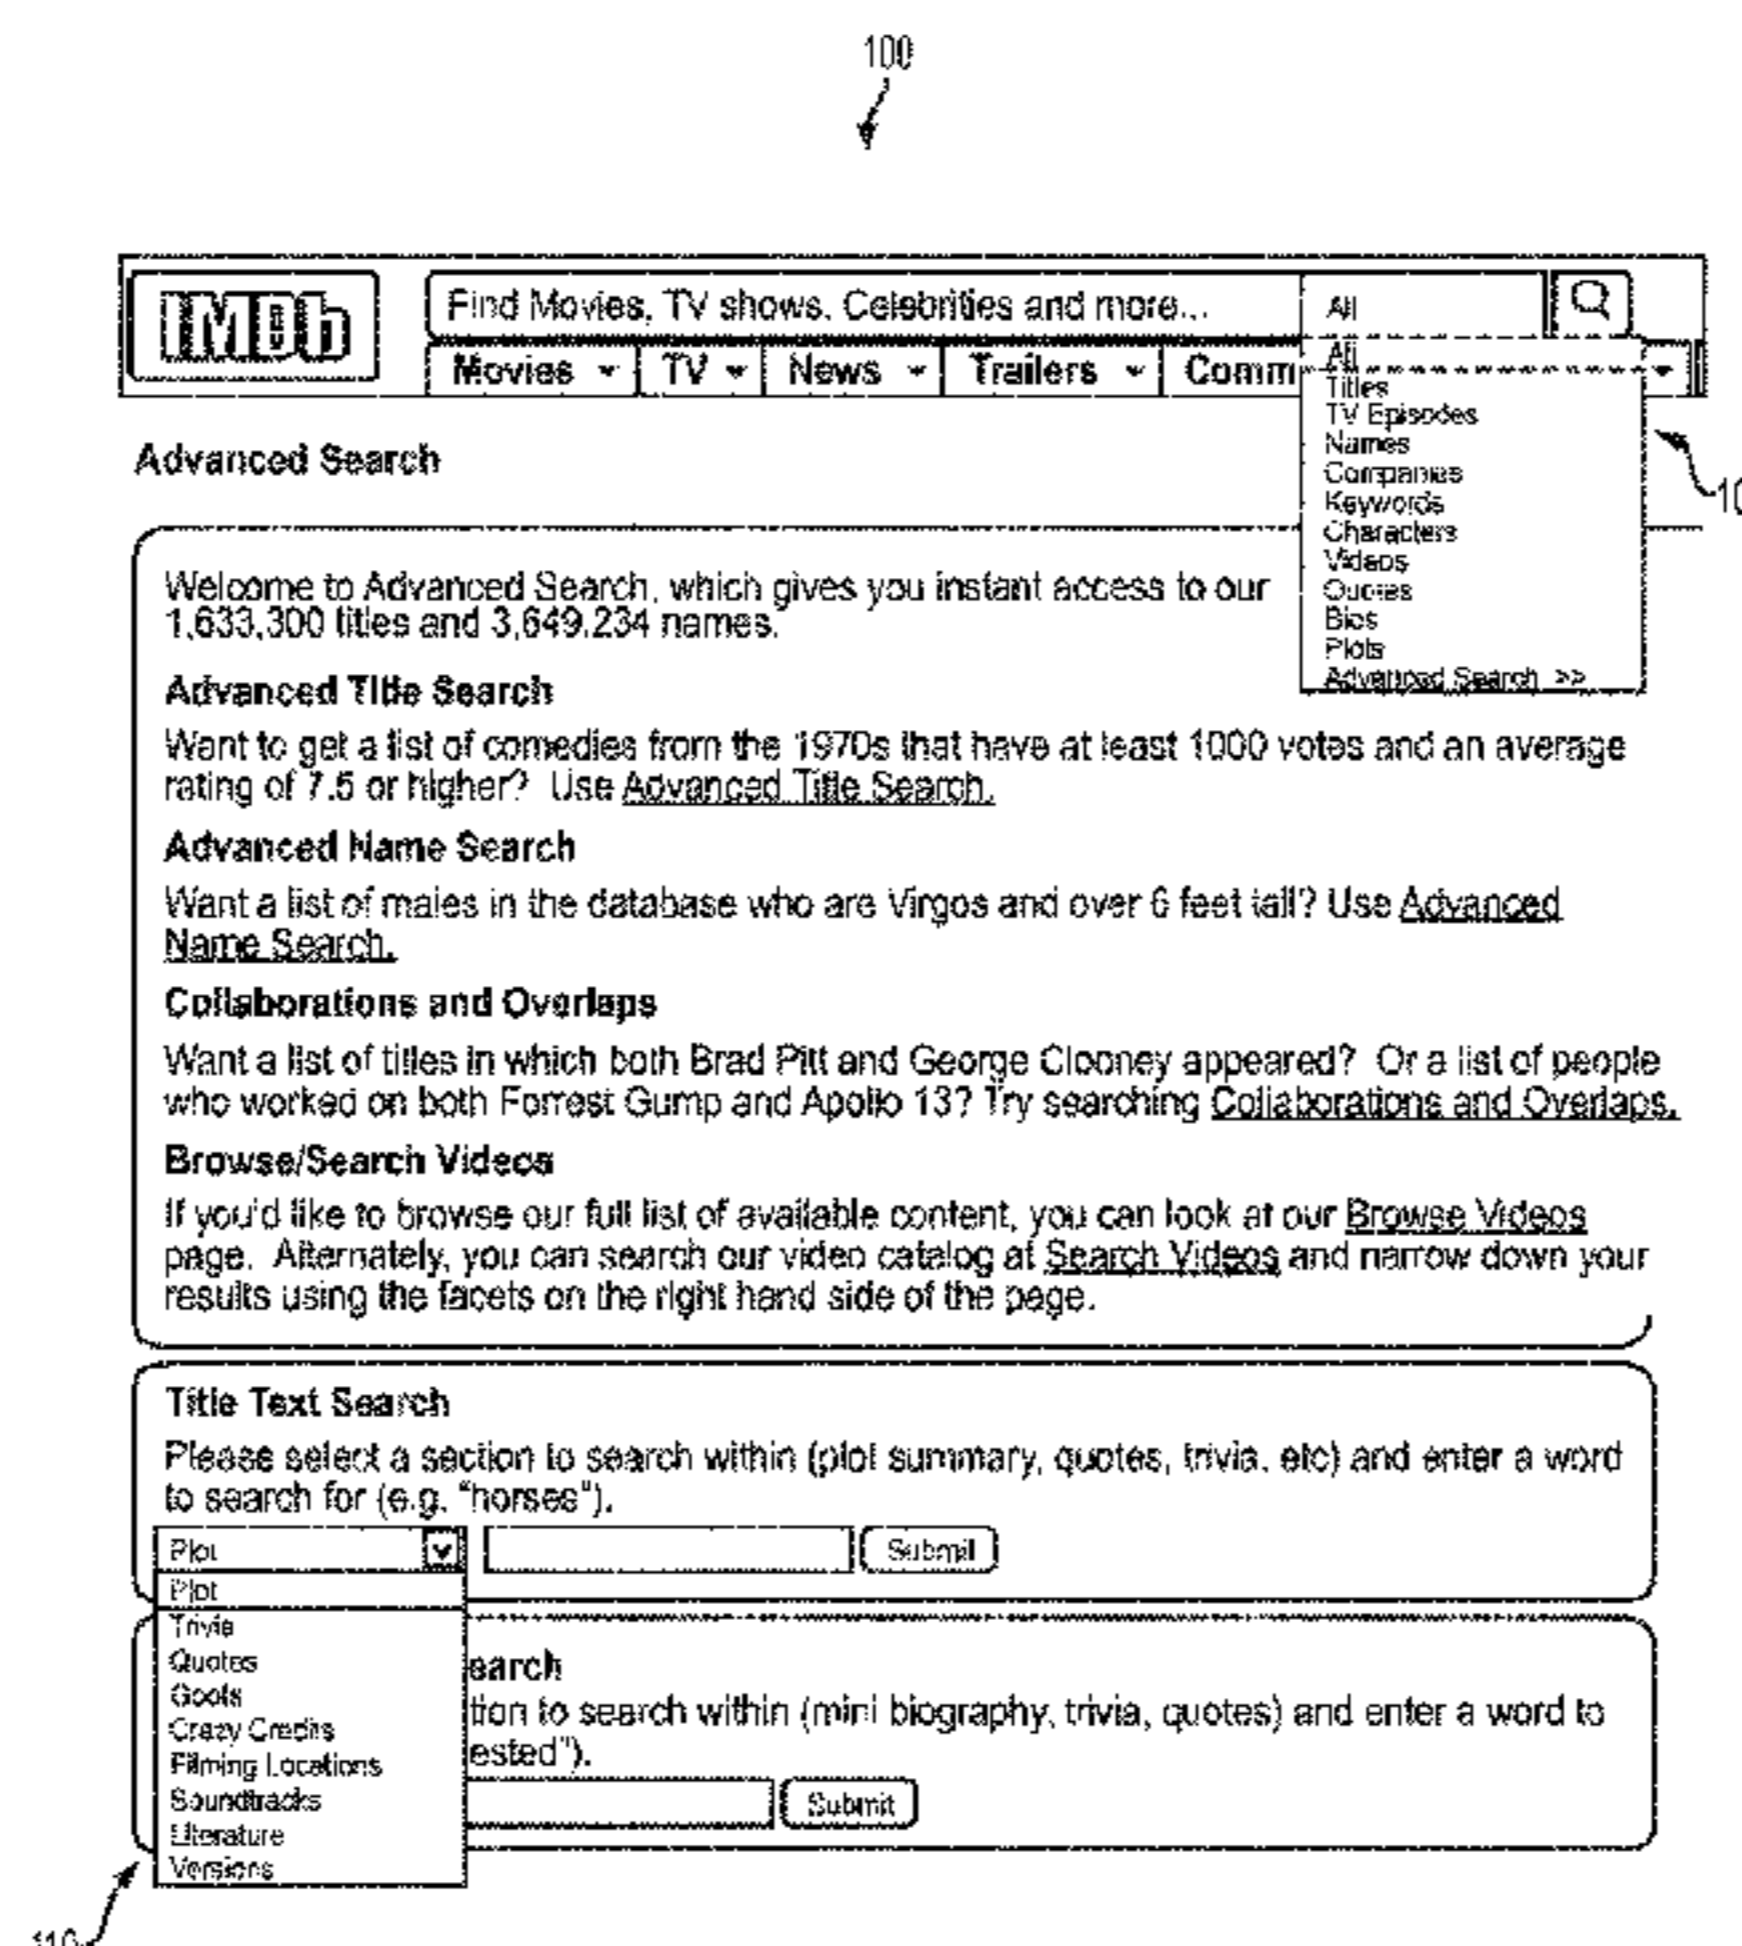 100
IMDb
Find Movies, TV shows, Celebrities and more...
All
Movies
TV
News
Trailers
Comm
All
Titles
TV Episodes
Names
Companies
Keywords
Characters
Videos
Quotes
Bios
Plots
Advanced Search >>
10
Advanced Search
Welcome to Advanced Search, which gives you instant access to our
1,633,300 titles and 3,649,234 names.
Advanced Title Search
Want to get a list of comedies from the 1970s that have at least 1000 votes and an average
rating of 7.5 or higher? Use Advanced Title Search.
Advanced Name Search
Want a list of males in the database who are Virgos and over 6 feet tall? Use Advanced
Name Search.
Collaborations and Overlaps
Want a list of titles in which both Brad Pitt and George Clooney appeared? Or a list of people
who worked on both Forrest Gump and Apollo 13? Try searching Collaborations and Overlaps.
Browse/Search Videos
If you'd like to browse our full list of available content, you can look at our Browse Videos
page. Alternately, you can search our video catalog at Search Videos and narrow down your
results using the facets on the right hand side of the page.
Title Text Search
Please select a section to search within (plot summary, quotes, trivia, etc) and enter a word
to search for (e.g. "horses").
Plot
Submit
Plot
Trivia
Quotes
Goofs
Crazy Credits
Filming Locations
Soundtracks
Literature
Versions
earch
tion to search within (mini biography, trivia, quotes) and enter a word to
ested").
Submit
110